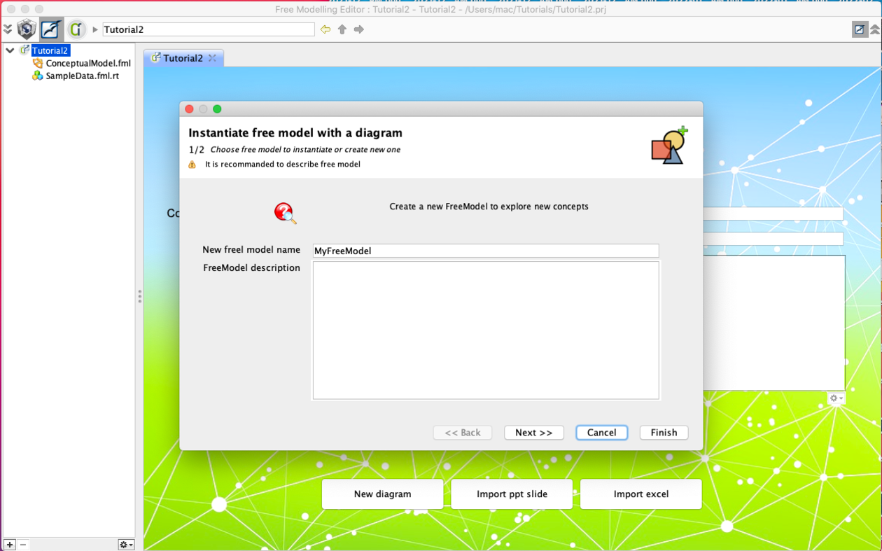 Free Modelling Editor : Tutorial2 - Tutorial2 - /Users/mac/Tutorials/Tutorial2.prj
Tutorial2
Tutorial2
ConceptualModel.fml
SampleData.fml.rt
Tutorial2
Instantiate free model with a diagram
1/2 Choose free model to instantiate or create new one
It is recommanded to describe free model
Co
Create a new FreeModel to explore new concepts
New freel model name
MyFreeModel
FreeModel description
<< Back
Next >>
Cancel
Finish
New diagram
Import ppt slide
Import excel